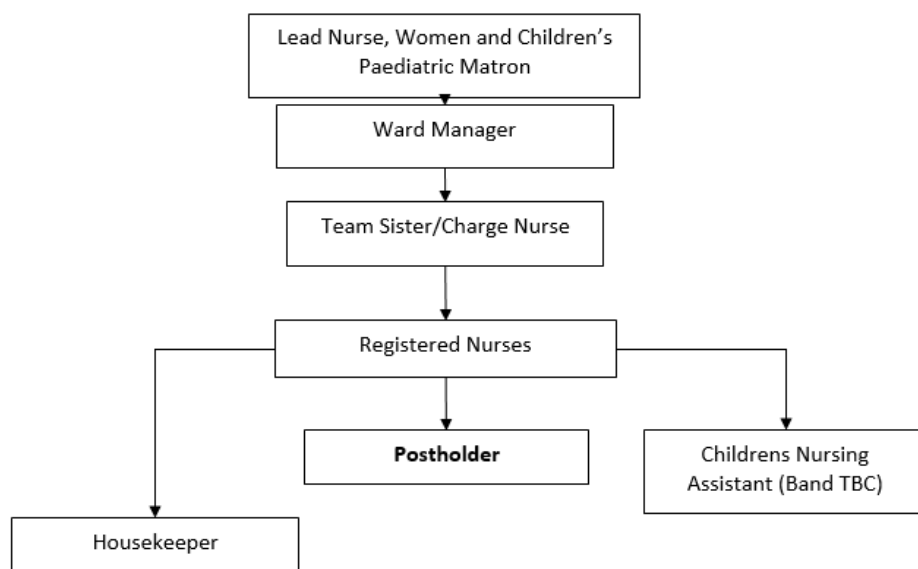 Lead Nurse, Women and Children’s
Paediatric Matron
Ward Manager
Team Sister/Charge Nurse
Registered Nurses
Postholder
Childrens Nursing
Assistant (Band TBC)
Housekeeper